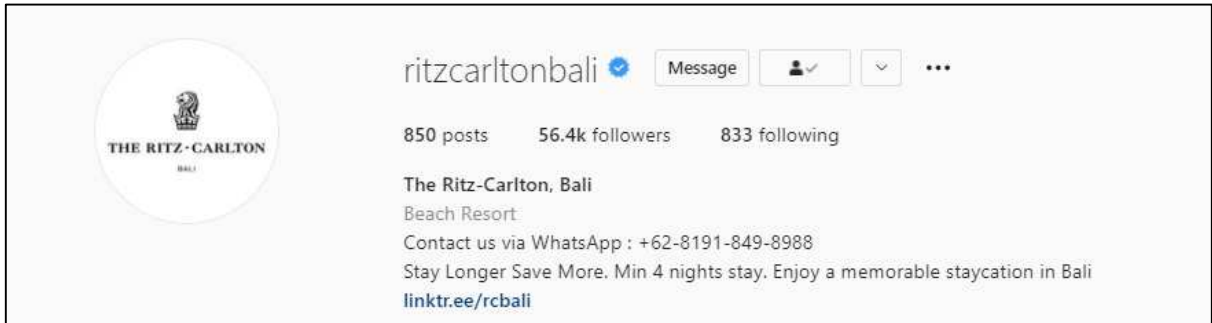 THE RITZ-CARLTON
BALI
ritzcarltonbali Message
850 posts 56.4k followers 833 following
The Ritz-Carlton, Bali
Beach Resort
Contact us via WhatsApp : +62-8191-849-8988
Stay Longer Save More. Min 4 nights stay. Enjoy a memorable staycation in Bali
linktr.ee/rcbali